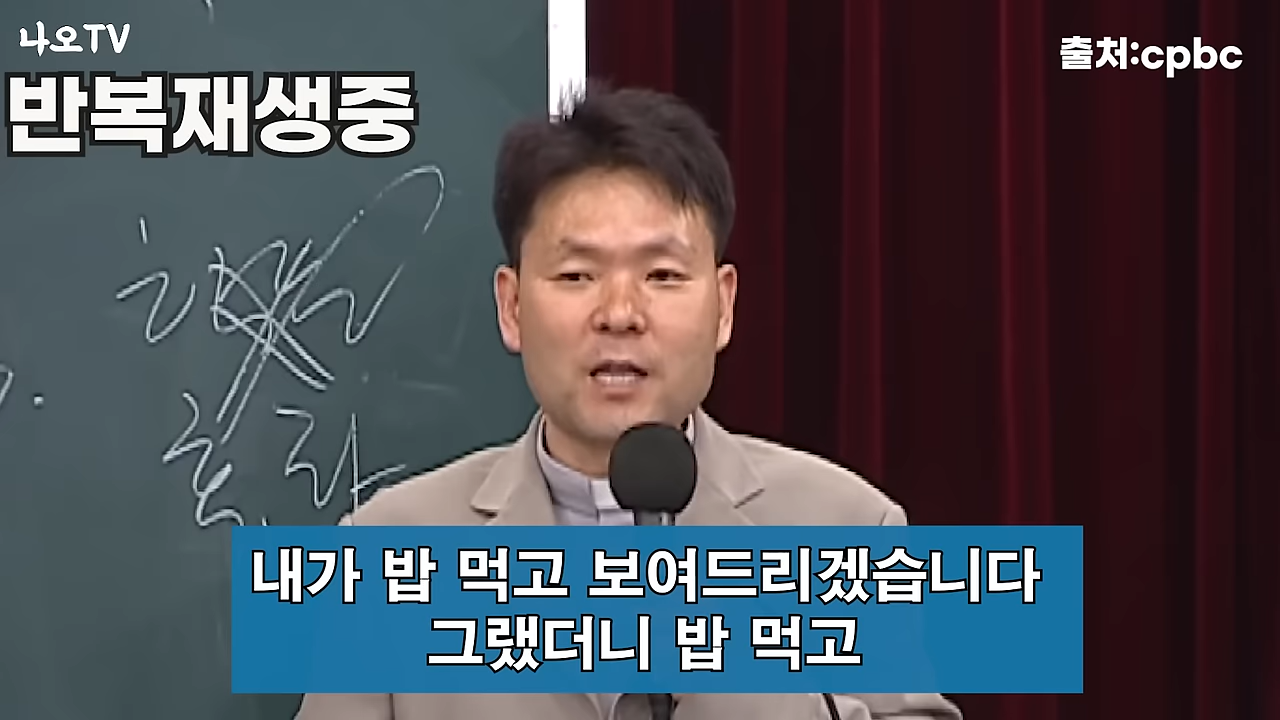 나오TV
출처:cpbc
반복재생중
내가 밥 먹고 보여드리겠습니다
그랬더니 밥 먹고